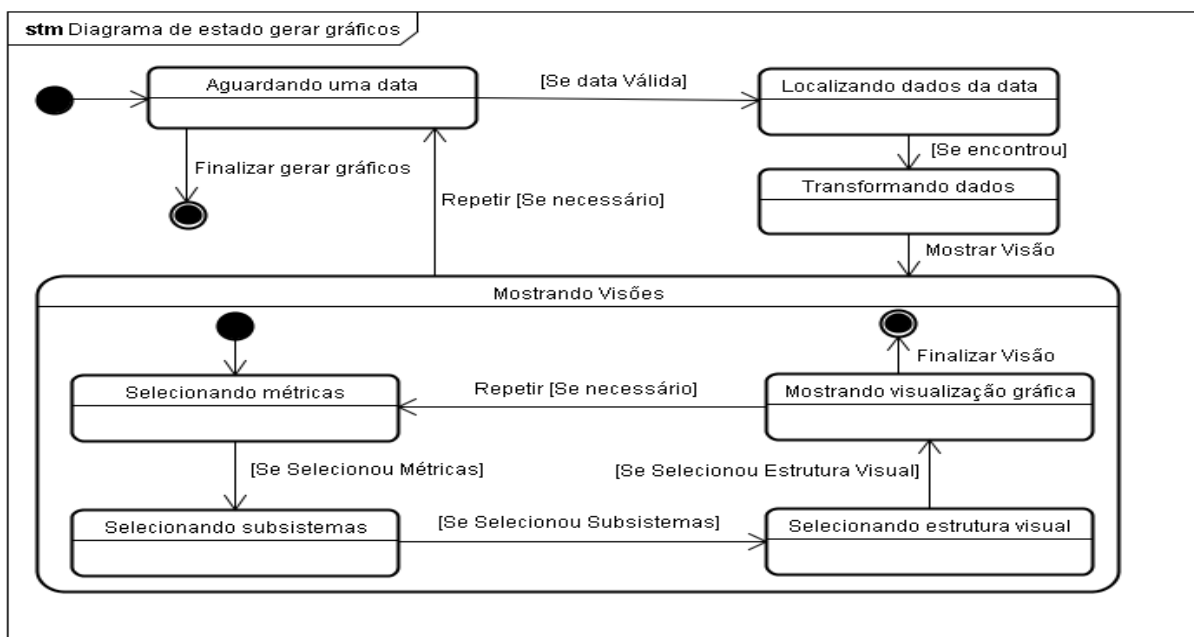 stm Diagrama de estado gerar gráficos
Aguardando uma data
[Se data Válida]
Localizando dados da data
[Se encontrou]
Finalizar gerar gráficos
Transformando dados
Repetir [Se necessário]
Mostrar Visão
Mostrando Visões
Finalizar Visão
Selecionando métricas
Repetir [Se necessário]
Mostrando visualização gráfica
[Se Selecionou Métricas]
[Se Selecionou Estrutura Visual]
Selecionando subsistemas
[Se Selecionou Subsistemas]
Selecionando estrutura visual